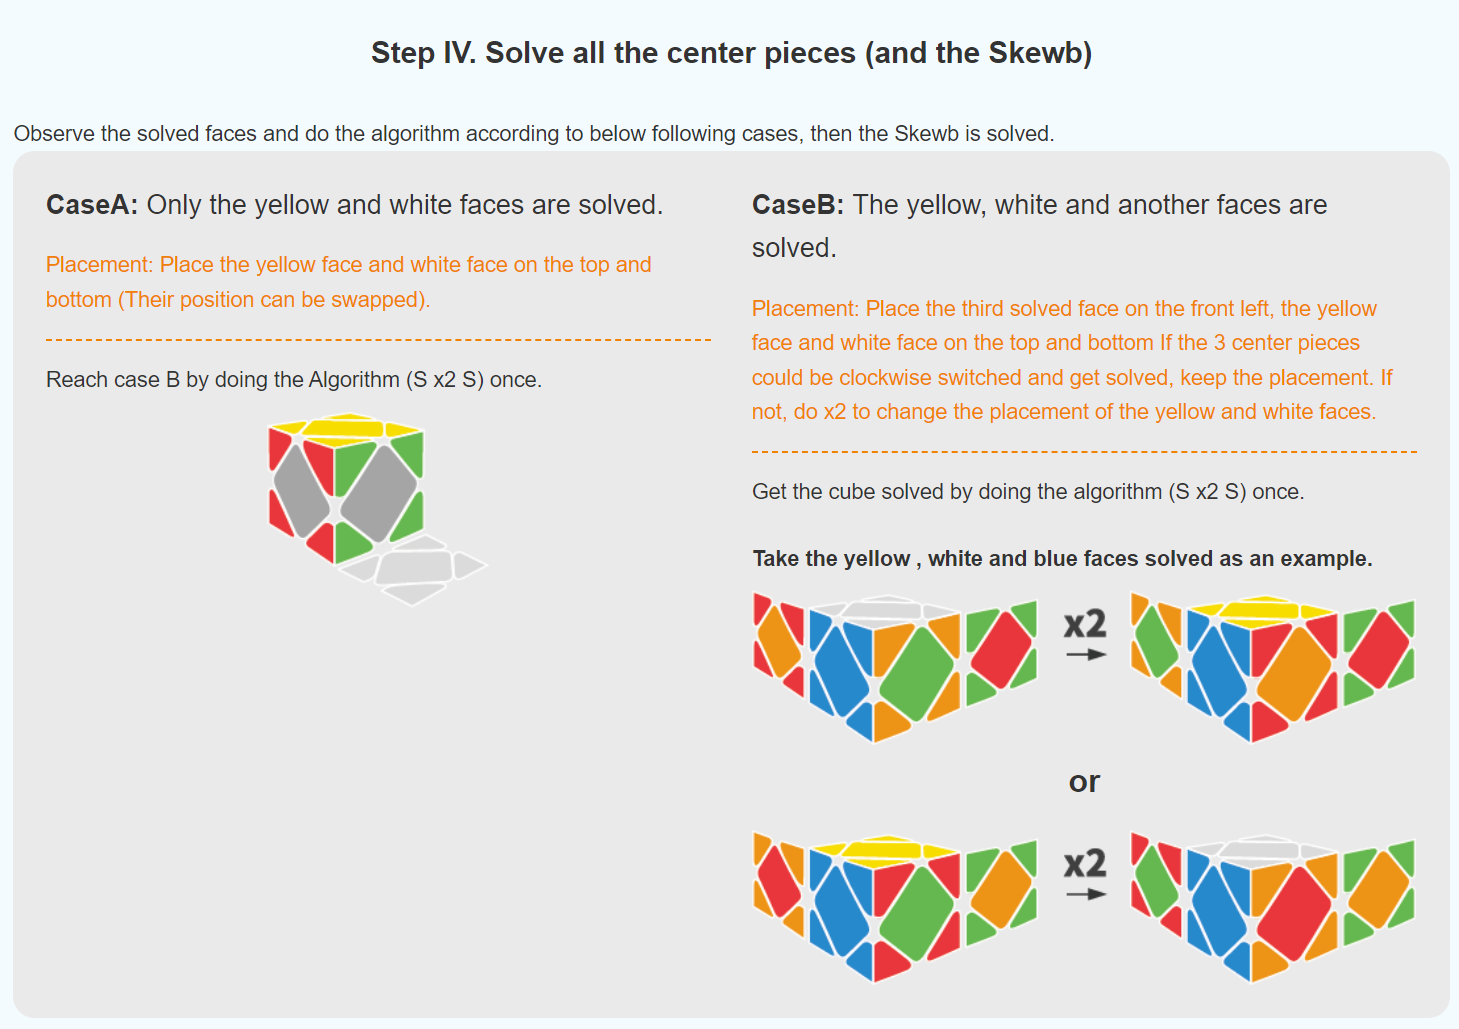 Step IV. Solve all the center pieces (and the Skewb)
Observe the solved faces and do the algorithm according to below following cases, then the Skewb is solved.
CaseA: Only the yellow and white faces are solved.
Placement: Place the yellow face and white face on the top and
bottom (Their position can be swapped).
Reach case B by doing the Algorithm (S x2 S) once.
CaseB: The yellow, white and another faces are
solved.
Placement: Place the third solved face on the front left, the yellow
face and white face on the top and bottom If the 3 center pieces
could be clockwise switched and get solved, keep the placement. If
not, do x2 to change the placement of the yellow and white faces.
Get the cube solved by doing the algorithm (S x2 S) once.
Take the yellow , white and blue faces solved as an example.
x2
or
x2